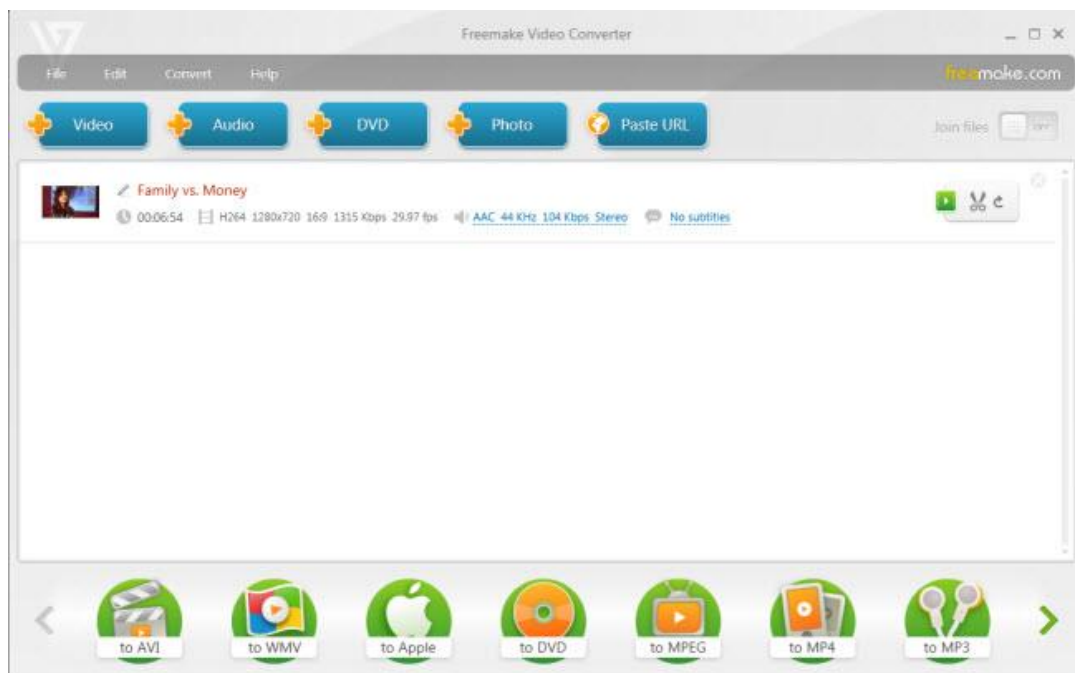 Freemake Video Converter
File Edit Convert Help
freemake.com
Video Audio DVD Photo Paste URL
Join files OFF
Family vs. Money
00:06:54 H264 1280x720 16:9 1315 Kbps 29.97 fps AAC 44 KHz 104 Kbps Stereo No subtitles
to AVI to WMV to Apple to DVD to MPEG to MP4 to MP3